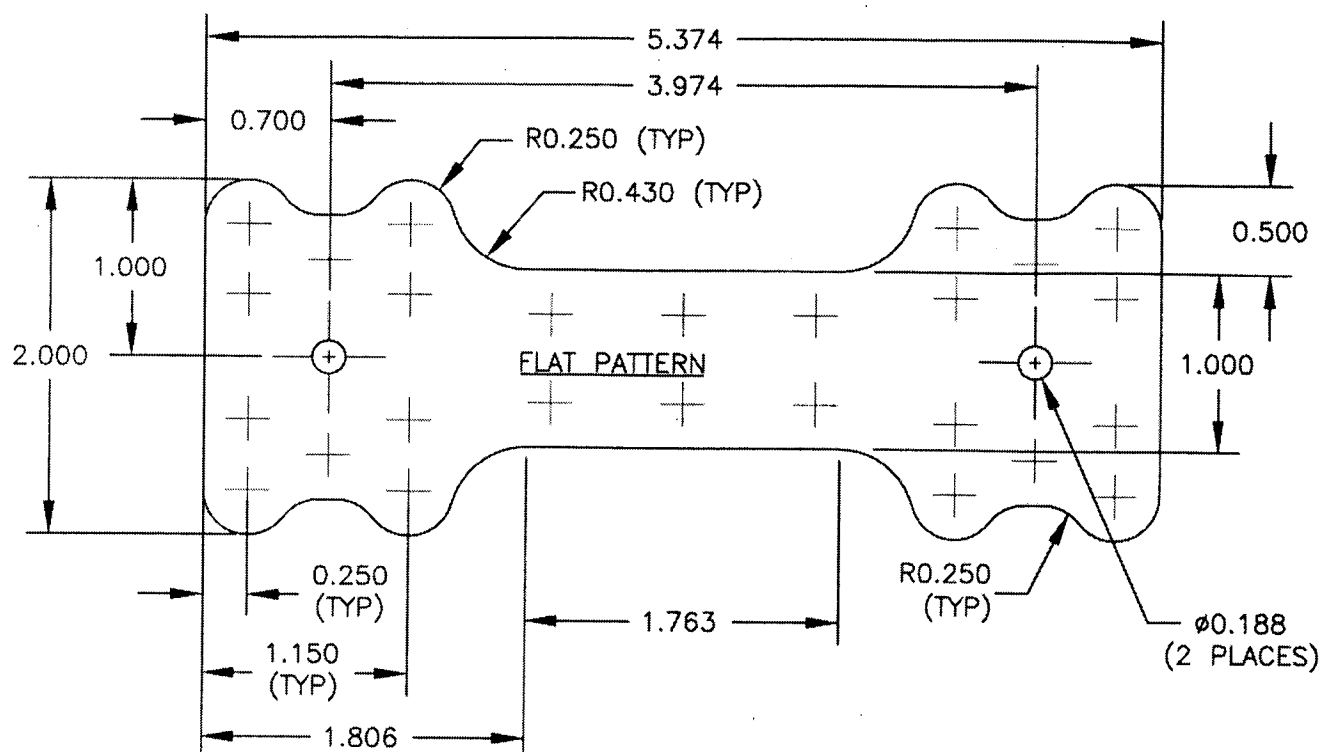 5.374
3.974
0.700
R0.250 (TYP)
R0.430 (TYP)
0.500
1.000
2.000
FLAT PATTERN
1.000
0.250
(TYP)
R0.250
(TYP)
1.763
ø0.188
(2 PLACES)
1.150
(TYP)
1.806